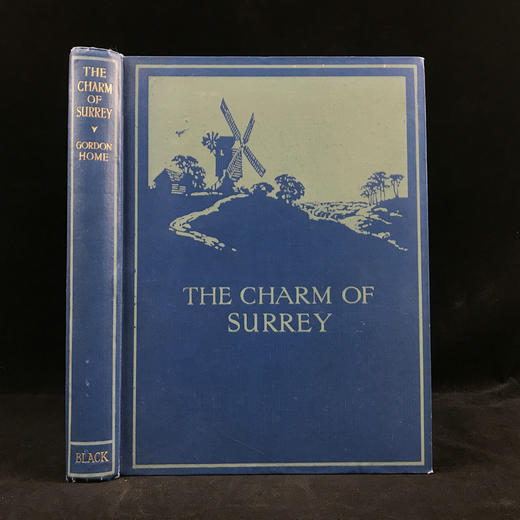 THE
CHARM
OF
SURREY
GORDON
HOME
BLACK
THE CHARM OF
SURREY